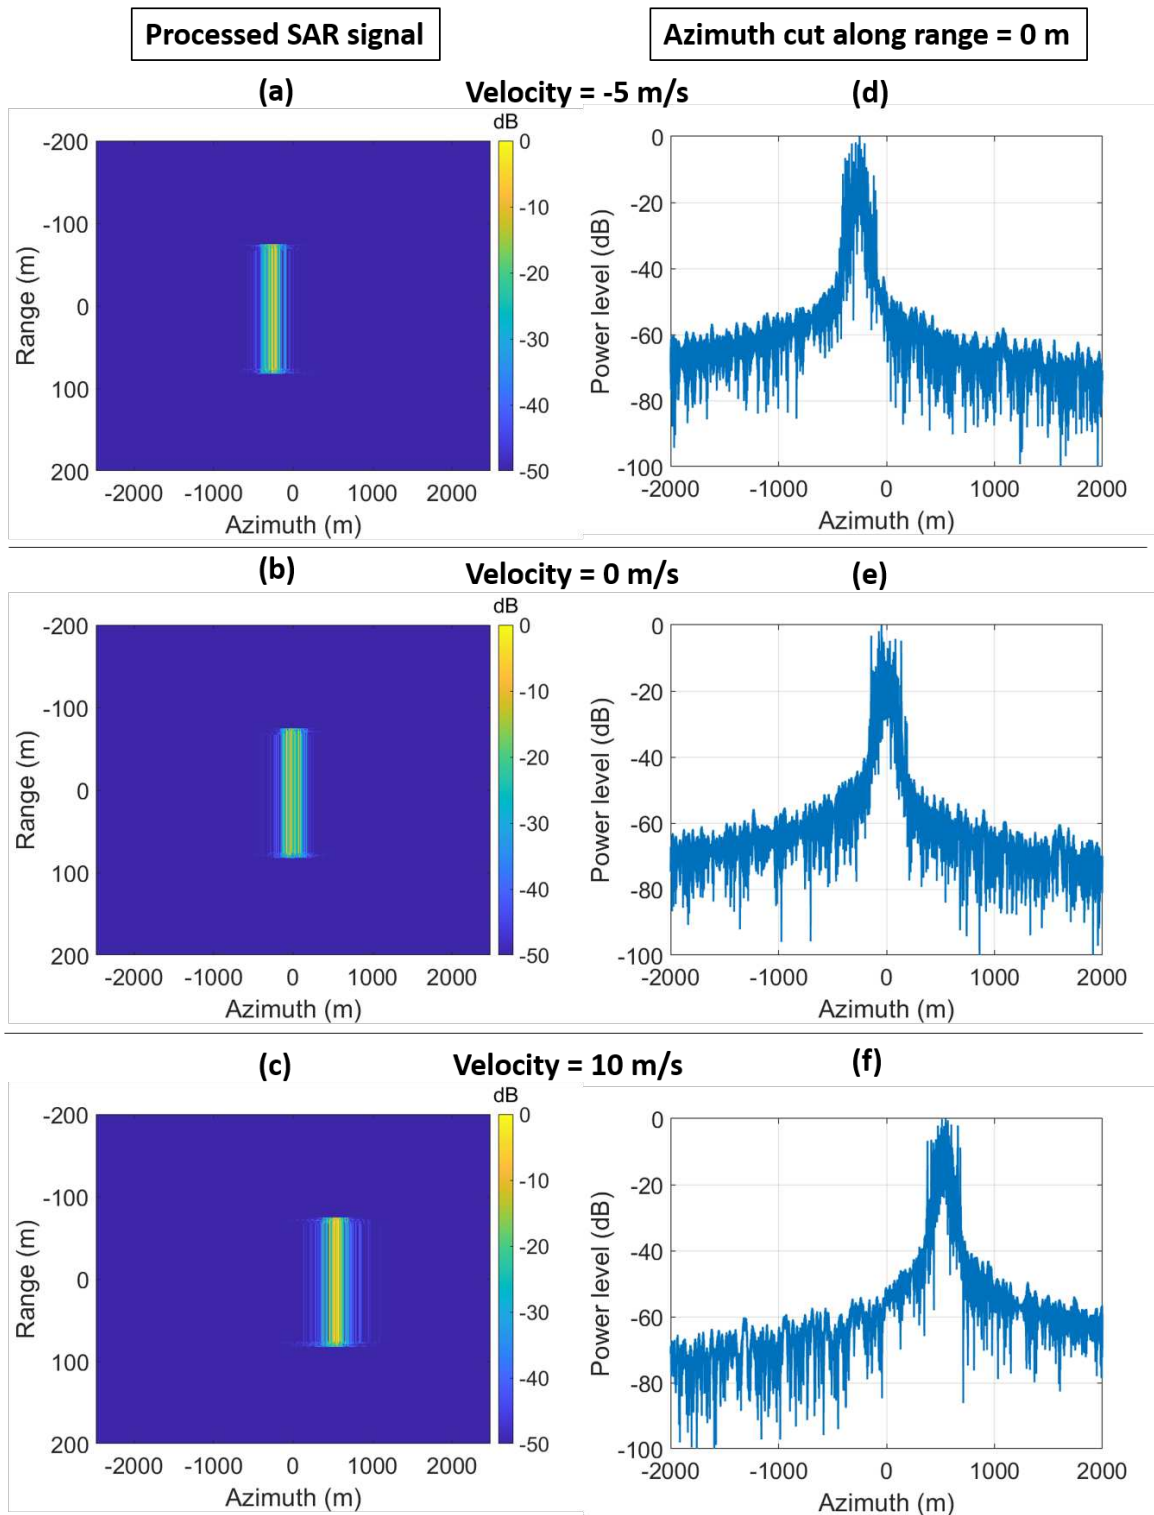 Processed SAR signal
Azimuth cut along range = 0 m
(a)
Velocity = -5 m/s
(d)
dB
-200
-100
0
100
200
Range (m)
-2000 -1000 0 1000 2000
Azimuth (m)
0
-10
-20
-30
-40
-50
0
-20
-40
-60
-80
-100
Power level (dB)
-2000 -1000 0 1000 2000
Azimuth (m)
(b)
Velocity = 0 m/s
(e)
dB
-200
-100
0
100
200
Range (m)
-2000 -1000 0 1000 2000
Azimuth (m)
0
-10
-20
-30
-40
-50
0
-20
-40
-60
-80
-100
Power level (dB)
-2000 -1000 0 1000 2000
Azimuth (m)
(c)
Velocity = 10 m/s
(f)
dB
-200
-100
0
100
200
Range (m)
-2000 -1000 0 1000 2000
Azimuth (m)
0
-10
-20
-30
-40
-50
0
-20
-40
-60
-80
-100
Power level (dB)
-2000 -1000 0 1000 2000
Azimuth (m)